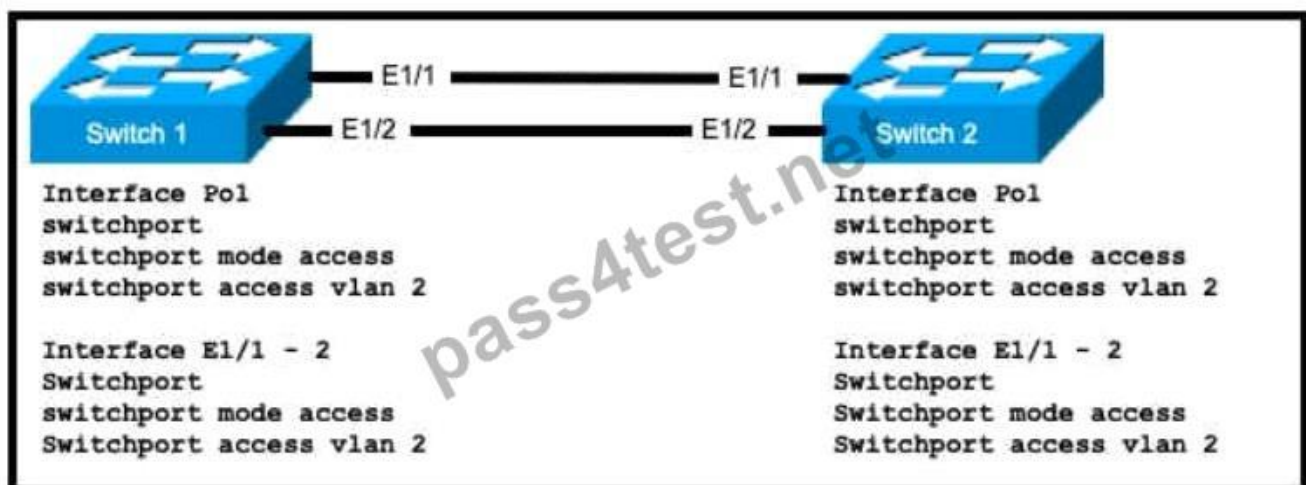 E1/1 E1/1
E1/2 E1/2
Switch 1
Switch 2
Interface Po1
switchport
switchport mode access
switchport access vlan 2
Interface E1/1 - 2
Switchport
switchport mode access
Switchport access vlan 2
Interface Po1
switchport
switchport mode access
switchport access vlan 2
Interface E1/1 - 2
Switchport
Switchport mode access
Switchport access vlan 2
pass4test.net